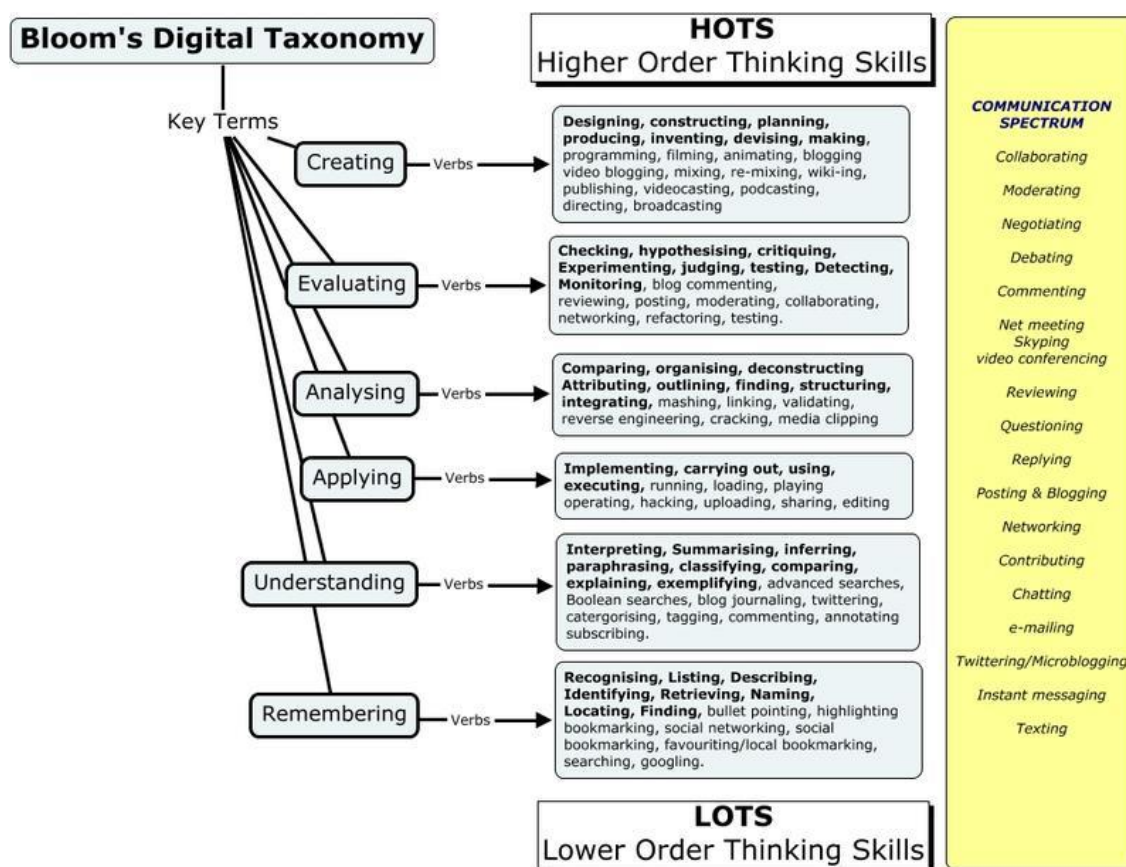 Bloom's Digital Taxonomy
HOTS
Higher Order Thinking Skills
Key Terms
Creating
Verbs
Designing, constructing, planning,
producing, inventing, devising, making,
programming, filming, animating, blogging
video blogging, mixing, re-mixing, wiki-ing,
publishing, videocasting, podcasting,
directing, broadcasting
Evaluating
Verbs
Checking, hypothesising, critiquing,
Experimenting, judging, testing, Detecting,
Monitoring, blog commenting,
reviewing, posting, moderating, collaborating,
networking, refactoring, testing.
Analysing
Verbs
Comparing, organising, deconstructing
Attributing, outlining, finding, structuring,
integrating, mashing, linking, validating,
reverse engineering, cracking, media clipping
Applying
Verbs
Implementing, carrying out, using,
executing, running, loading, playing
operating, hacking, uploading, sharing, editing
Understanding
Verbs
Interpreting, Summarising, inferring,
paraphrasing, classifying, comparing,
explaining, exemplifying, advanced searches,
Boolean searches, blog journaling, twittering,
catergorising, tagging, commenting, annotating
subscribing.
Remembering
Verbs
Recognising, Listing, Describing,
Identifying, Retrieving, Naming,
Locating, Finding, bullet pointing, highlighting
bookmarking, social networking, social
bookmarking, favouriting/local bookmarking,
searching, googling.
LOTS
Lower Order Thinking Skills
COMMUNICATION
SPECTRUM
Collaborating
Moderating
Negotiating
Debating
Commenting
Net meeting
Skyping
video conferencing
Reviewing
Questioning
Replying
Posting & Blogging
Networking
Contributing
Chatting
e-mailing
Twittering/Microblogging
Instant messaging
Texting